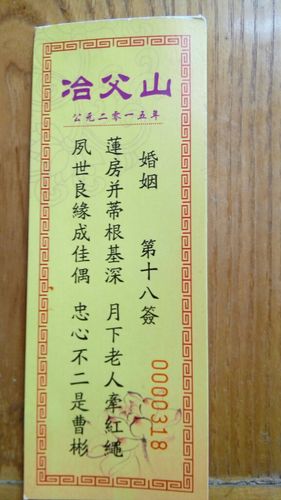 冶父山
公元二零一五年
婚姻 第十八簽
蓮房并蒂根基深 月下老人牽紅繩
夙世良緣成佳偶 忠心不二是曹彬
0000318